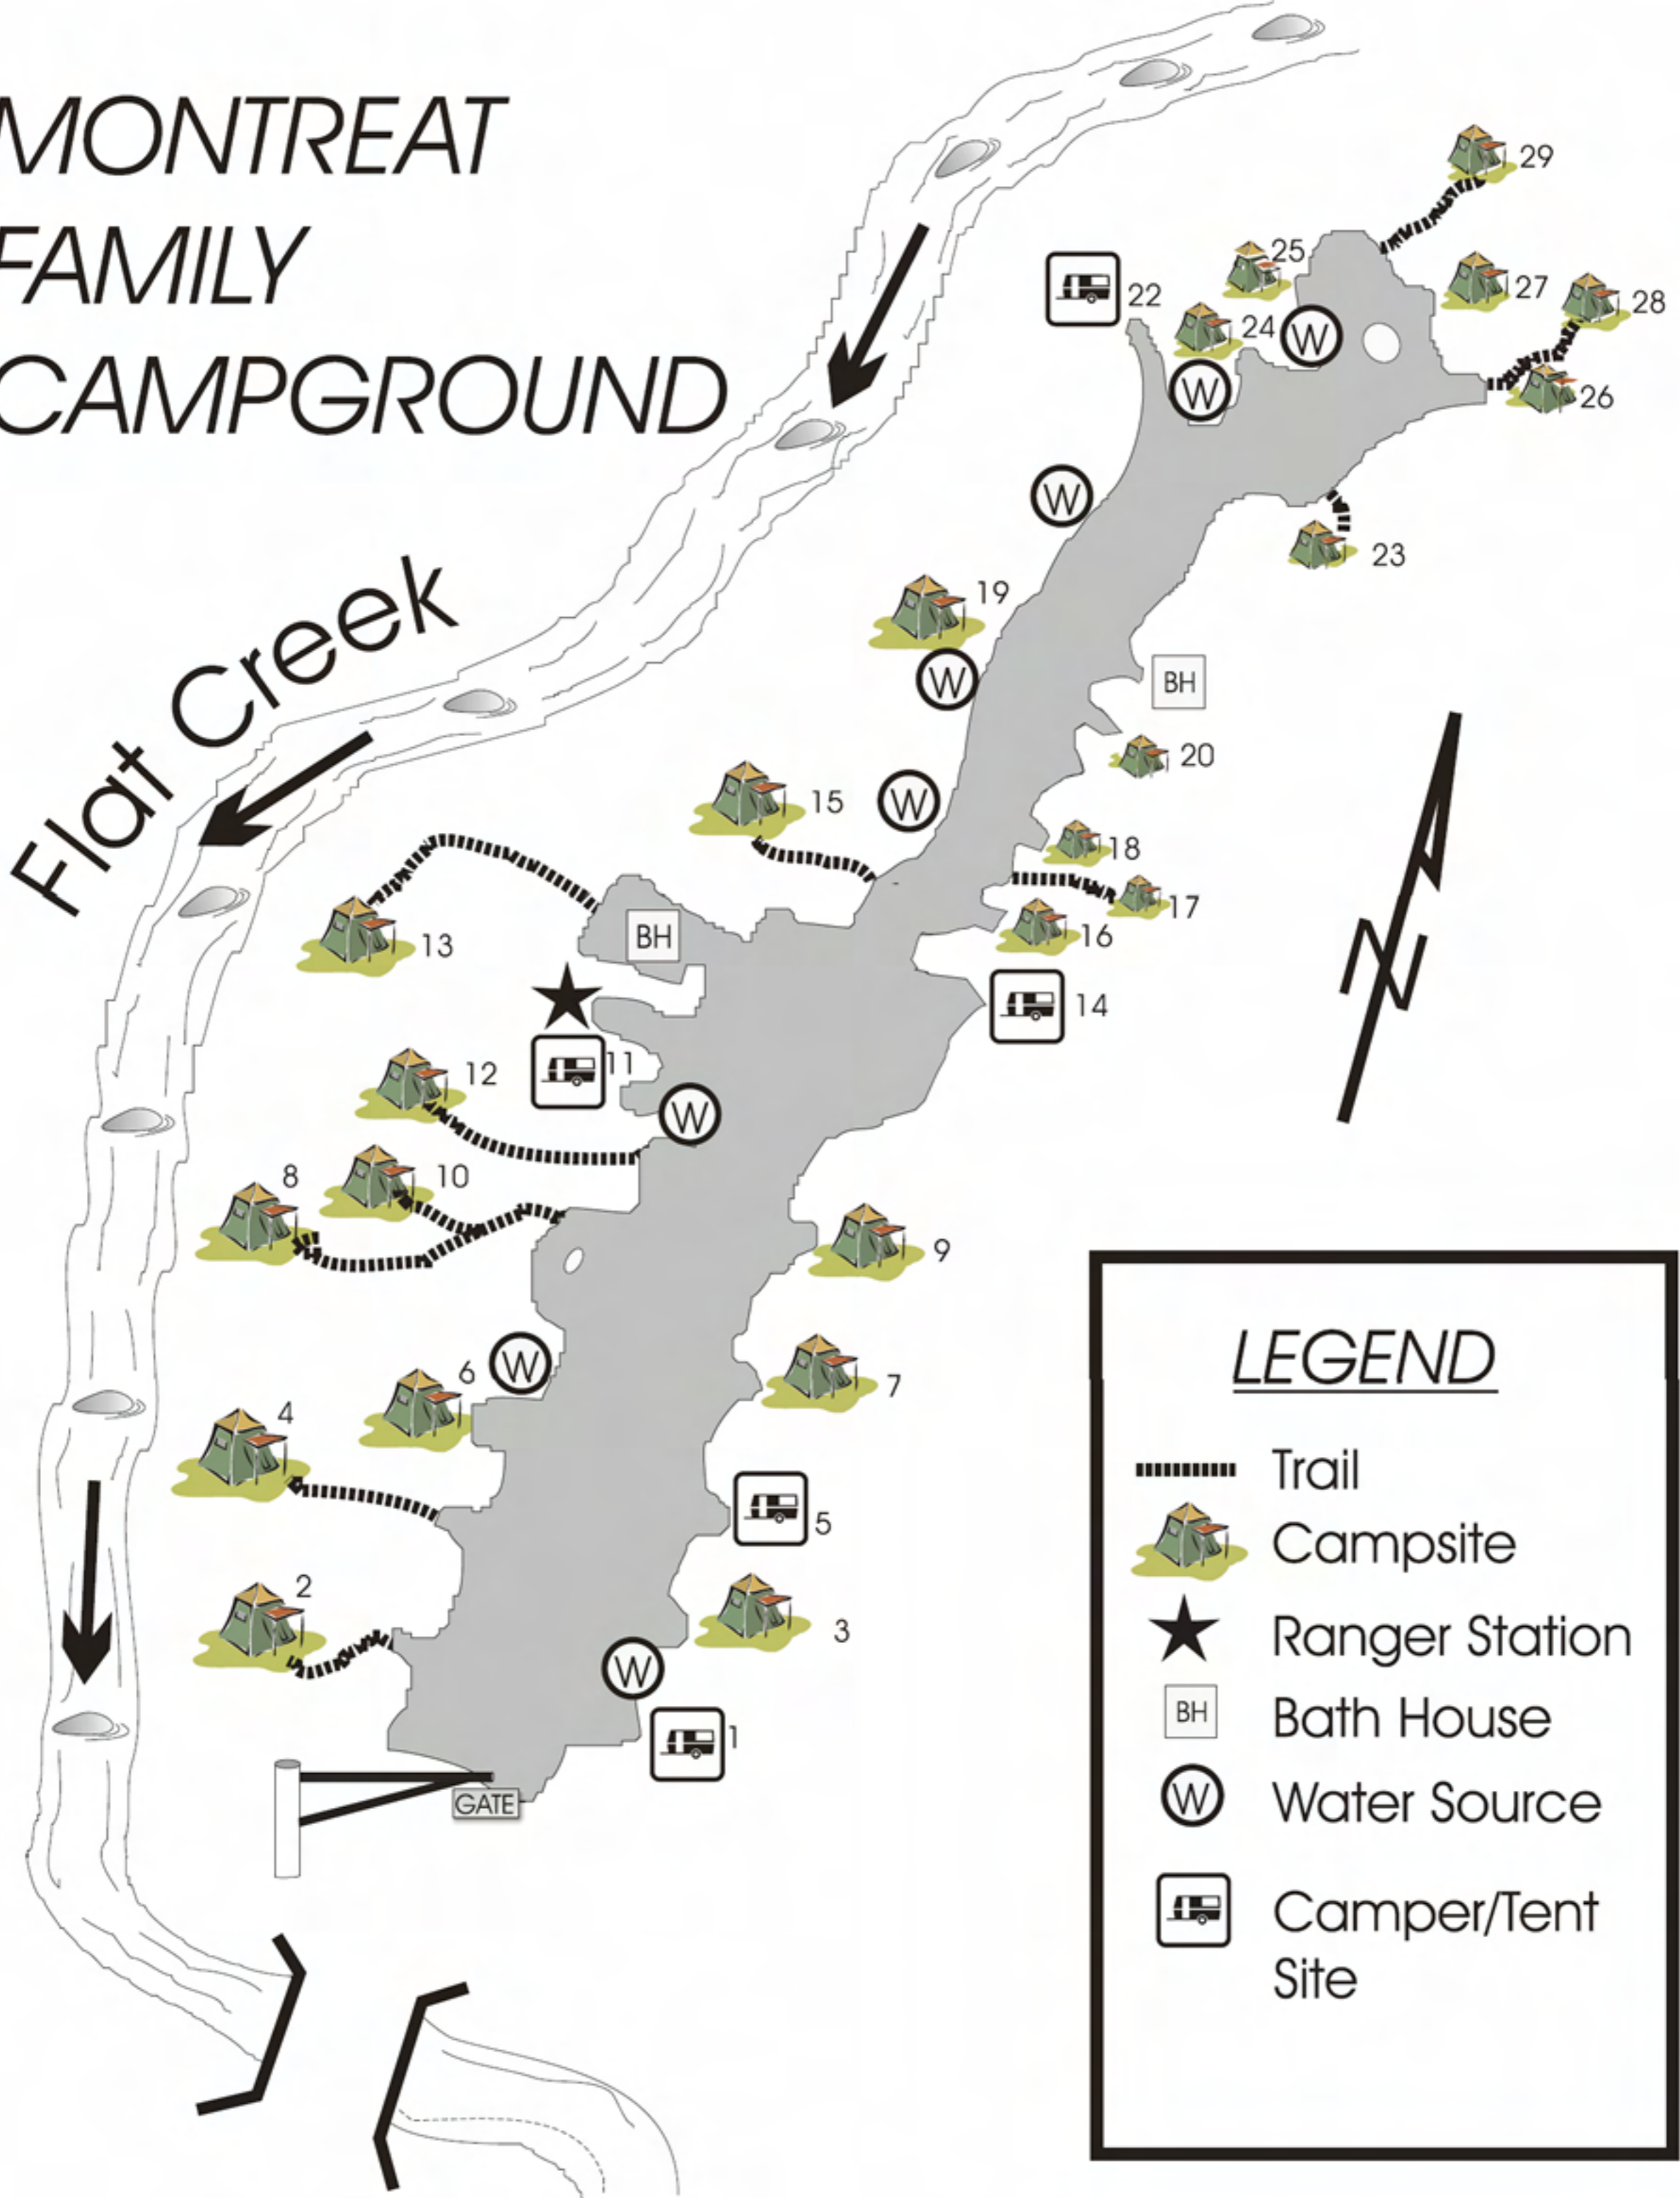 MONTREAT
FAMILY
CAMPGROUND
29
25
27
28
22
24
W
W
26
W
23
Flat Creek
19
W
BH
20
15
W
18
17
16
13
BH
14
N
11
12
W
10
8
9
6
W
7
4
5
2
3
W
1
GATE
LEGEND
Trail
Campsite
Ranger Station
BH
Bath House
W
Water Source
Camper/Tent
Site